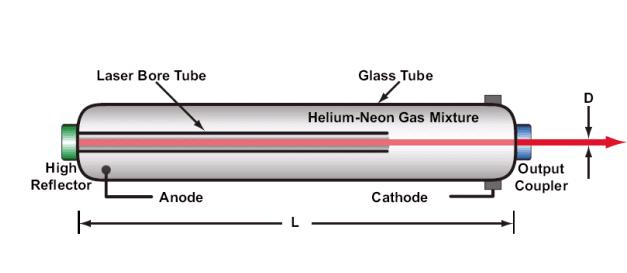 Laser Bore Tube
Glass Tube
D
Helium-Neon Gas Mixture
High
Reflector
Output
Coupler
Anode
Cathode
L